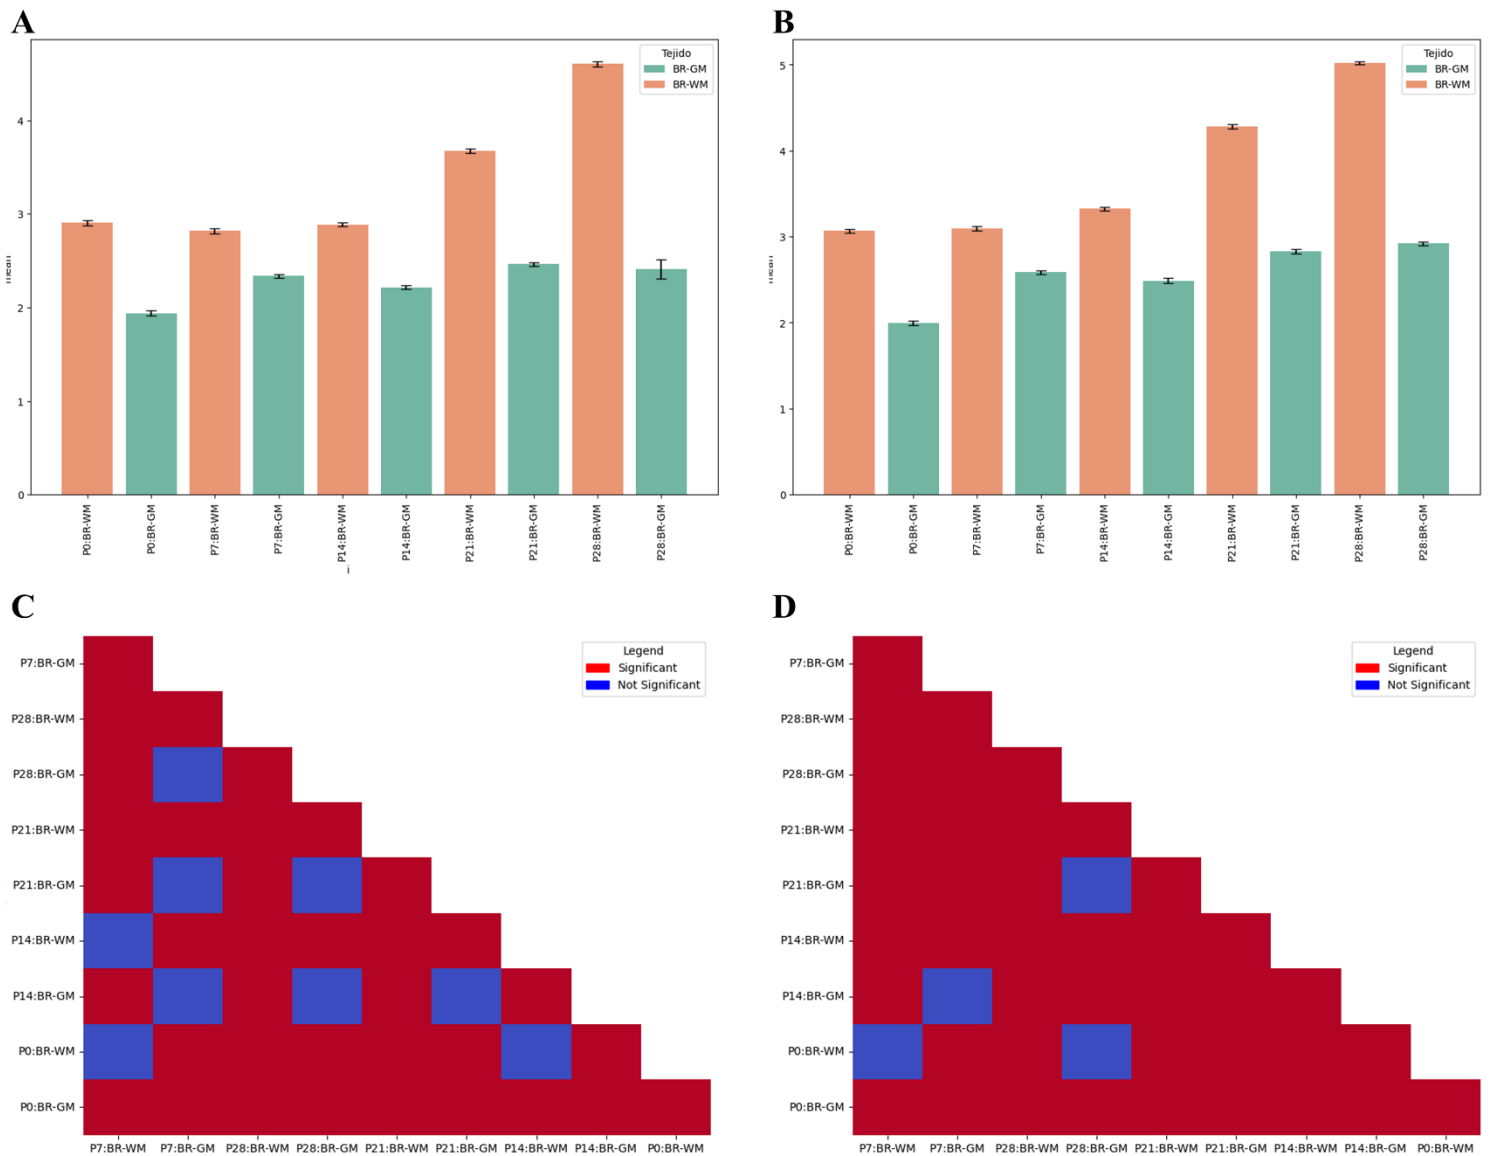 A
Tejido
BR-GM
BR-WM
4
3
2
1
0
P0:BR-WM
P0:BR-GM
P7:BR-WM
P7:BR-GM
P14:BR-WM
P14:BR-GM
P21:BR-WM
P21:BR-GM
P28:BR-WM
P28:BR-GM
i
B
Tejido
BR-GM
BR-WM
5
4
3
2
1
0
P0:BR-WM
P0:BR-GM
P7:BR-WM
P7:BR-GM
P14:BR-WM
P14:BR-GM
P21:BR-WM
P21:BR-GM
P28:BR-WM
P28:BR-GM
C
Legend
Significant
Not Significant
P7:BR-GM
P28:BR-WM
P28:BR-GM
P21:BR-WM
P21:BR-GM
P14:BR-WM
P14:BR-GM
P0:BR-WM
P0:BR-GM
P7:BR-WM P7:BR-GM P28:BR-WM P28:BR-GM P21:BR-WM P21:BR-GM P14:BR-WM P14:BR-GM P0:BR-WM
D
Legend
Significant
Not Significant
P7:BR-GM
P28:BR-WM
P28:BR-GM
P21:BR-WM
P21:BR-GM
P14:BR-WM
P14:BR-GM
P0:BR-WM
P0:BR-GM
P7:BR-WM P7:BR-GM P28:BR-WM P28:BR-GM P21:BR-WM P21:BR-GM P14:BR-WM P14:BR-GM P0:BR-WM